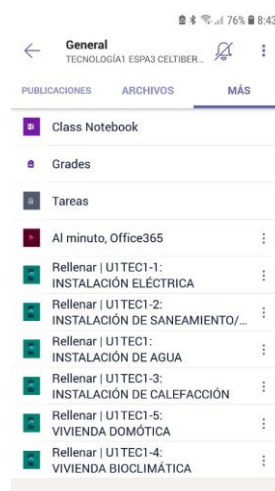 76% 8:43
General
TECNOLOGÍA1 ESPA3 CELTIBER...
PUBLICACIONES ARCHIVOS MÁS
Class Notebook
Grades
Tareas
Al minuto, Office365
Rellenar | U1TEC1-1:
INSTALACIÓN ELÉCTRICA
Rellenar | U1TEC1-2:
INSTALACIÓN DE SANEAMIENTO/...
Rellenar | U1TEC1:
INSTALACIÓN DE AGUA
Rellenar | U1TEC1-3:
INSTALACIÓN DE CALEFACCIÓN
Rellenar | U1TEC1-5:
VIVIENDA DOMÓTICA
Rellenar | U1TEC1-4:
VIVIENDA BIOCLIMÁTICA